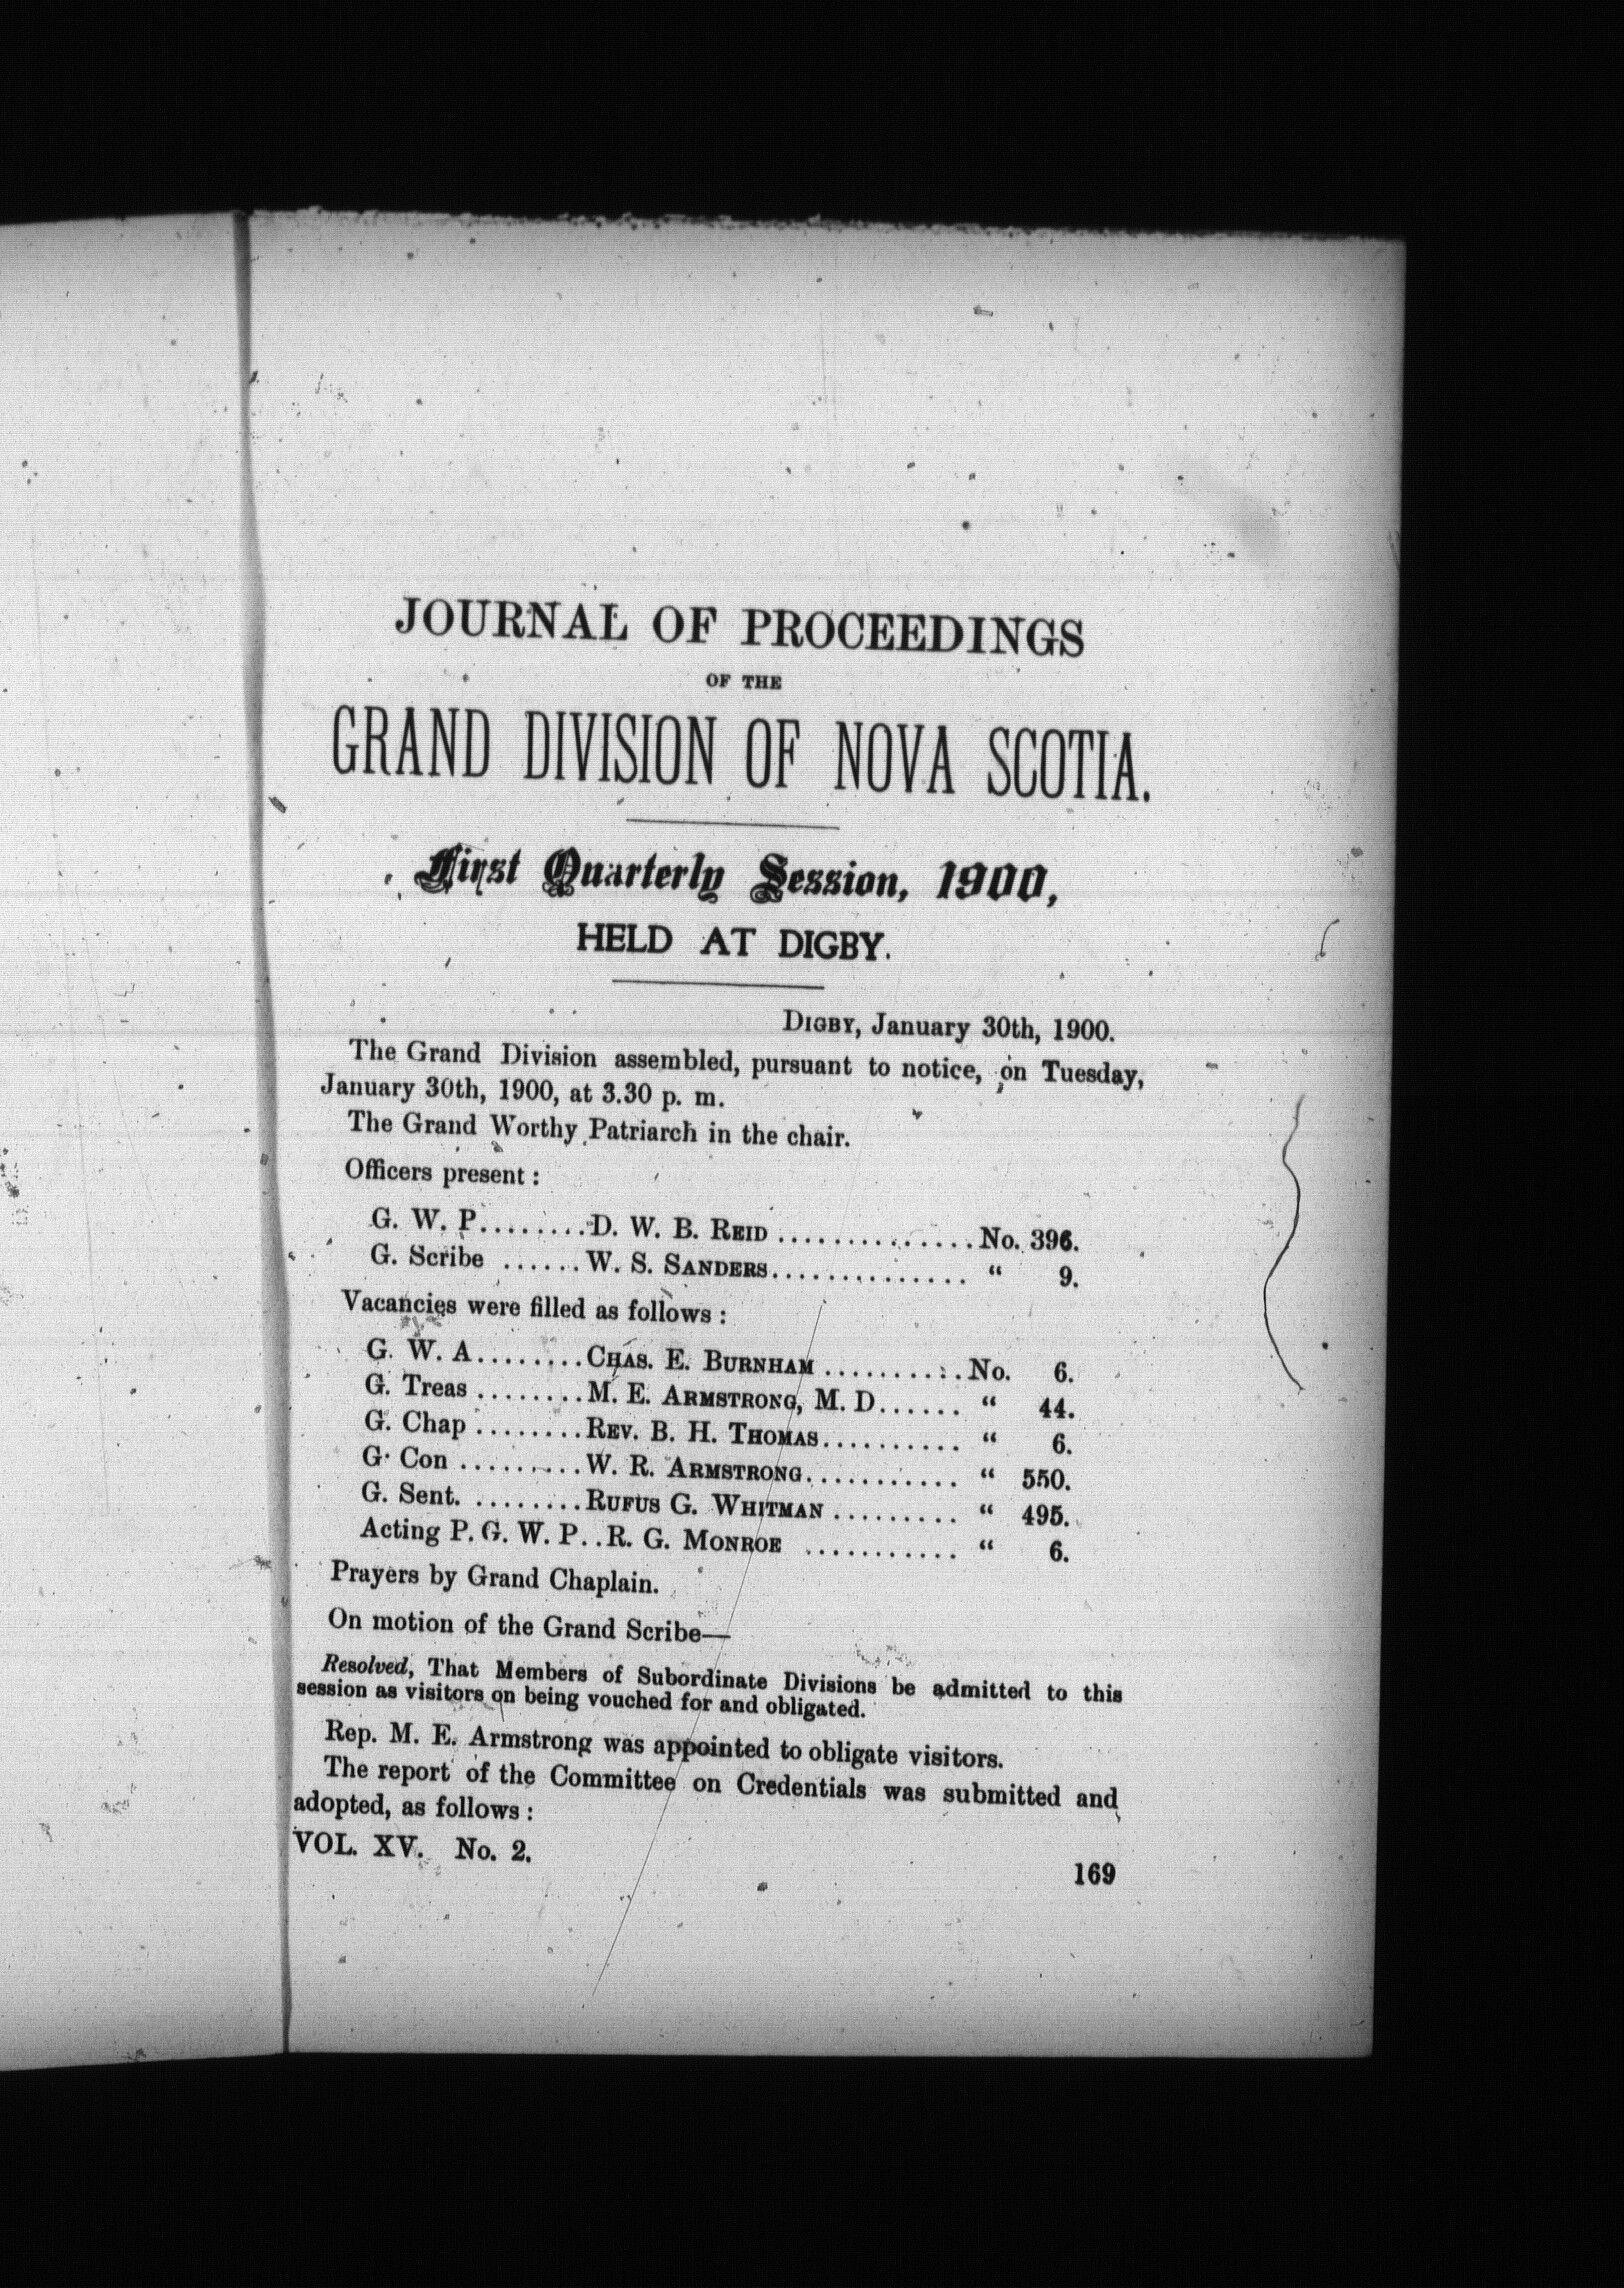 JOURNAL OF PROCEEDINGS
OF THE
GRAND DIVISION OF NOVA SCOTIA.
First Quarterly Session, 1900,
HELD AT DIGBY.
DIGBY, January 30th, 1900.
The Grand Division assembled, pursuant to notice, on Tuesday,
January 30th, 1900, at 3.30 p. m.
The Grand Worthy Patriarch in the chair.
Officers present :
G. W. P........D. W. B. REID ..............No. 396.
G. Scribe ......W. S. SANDERS.............. “ 9.
Vacancies were filled as follows :
G. W. A........CHAS. E. BURNHAM ..........No. 6.
G. Treas ........M. E. ARMSTRONG, M. D...... “ 44.
G. Chap ........REV. B. H. THOMAS.......... “ 6.
G. Con .........W. R. ARMSTRONG........... “ 550.
G. Sent. ........RUFUS G. WHITMAN ......... “ 495.
Acting P. G. W. P..R. G. MONROE ........... “ 6.
Prayers by Grand Chaplain.
On motion of the Grand Scribe—
Resolved, That Members of Subordinate Divisions be admitted to this
session as visitors on being vouched for and obligated.
Rep. M. E. Armstrong was appointed to obligate visitors.
The report of the Committee on Credentials was submitted and
adopted, as follows :
VOL. XV. No. 2.
169